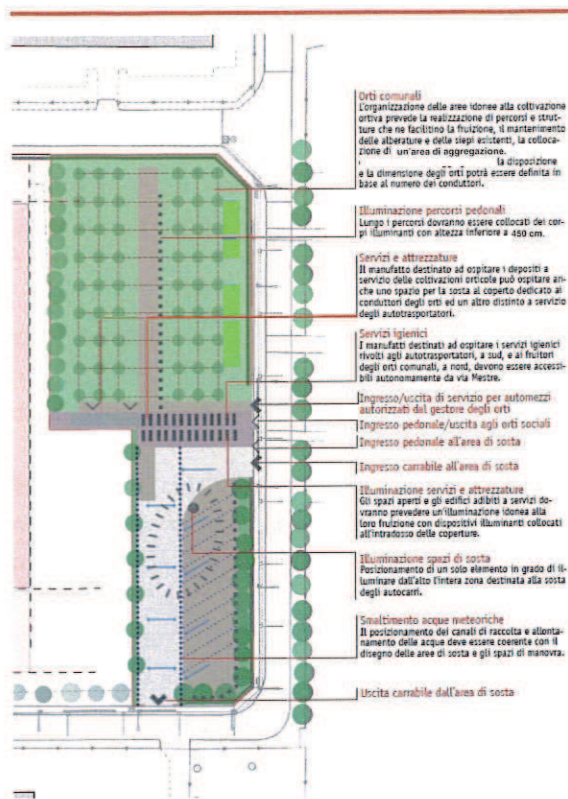 Orti comunali
L'organizzazione delle aree idonee alla coltivazione
ortiva prevede la realizzazione di percorsi e strut-
ture che ne facilitino la fruizione, il mantenimento
delle alberature e delle siepi esistenti, la colloca-
zione di un'area di aggregazione.
la disposizione
e la dimensione degli orti potrà essere definita in
base al numero dei conduttori.
Illuminazione percorsi pedonali
Lungo i percorsi dovranno essere collocati dei cor-
pi illuminanti con altezza inferiore a 450 cm.
Servizi e attrezzature
Il manufatto destinato ad ospitare i depositi a
servizio delle coltivazioni orticole può ospitare an-
che uno spazio per la sosta al coperto dedicato ai
conduttori degli orti ed un altro distinto a servizio
degli autotrasportatori.
Servizi igienici
I manufatti destinati ad ospitare i servizi igienici
rivolti agli autotrasportatori, a sud, e ai fruitori
degli orti comunali, a nord, devono essere accessi-
bili autonomamente da via Mestre.
Ingresso/uscita di servizio per automezzi
autorizzati dal gestore degli orti
Ingresso pedonale/uscita agli orti sociali
Ingresso pedonale all'area di sosta
Ingresso carrabile all'area di sosta
Illuminazione servizi e attrezzature
Gli spazi aperti e gli edifici adibiti a servizi do-
vranno prevedere un'illuminazione idonea alla
loro fruizione con dispositivi illuminanti collocati
all'intradosso delle coperture.
Illuminazione spazi di sosta
Posizionamento di un solo elemento in grado di il-
luminare dall'alto l'intera zona destinata alla sosta
degli autocarri.
Smaltimento acque meteoriche
Il posizionamento dei canali di raccolta e allonta-
namento delle acque deve essere coerente con il
disegno delle aree di sosta e gli spazi di manovra.
Uscita carrabile dall'area di sosta